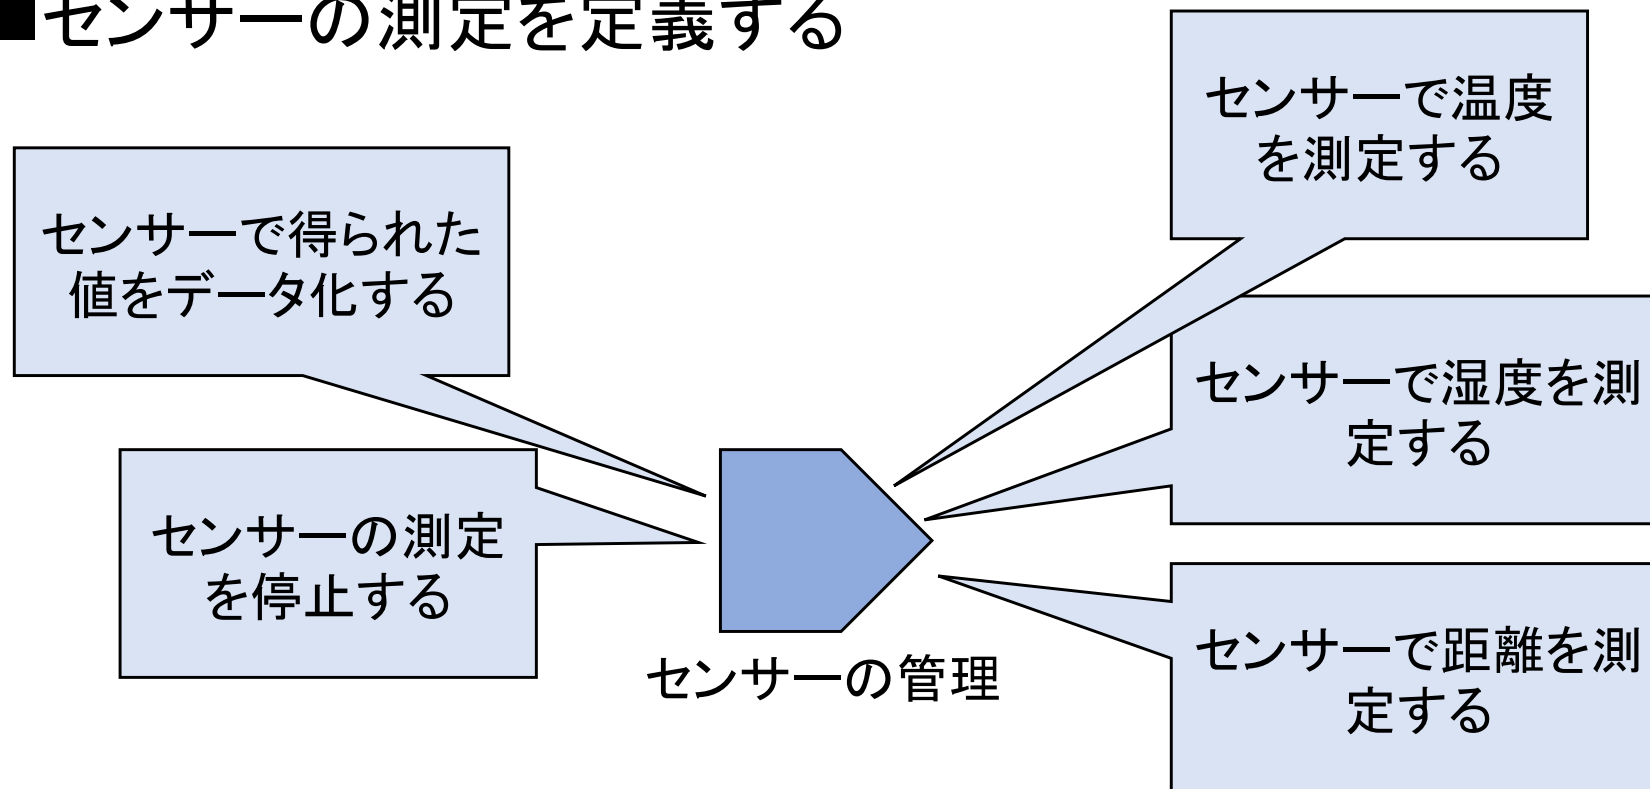 ■センサーの測定を定義する
センサーで温度
を測定する
センサーで得られた
値をデータ化する
センサーで湿度を測
定する
センサーの測定
を停止する
センサーで距離を測
定する
センサーの管理